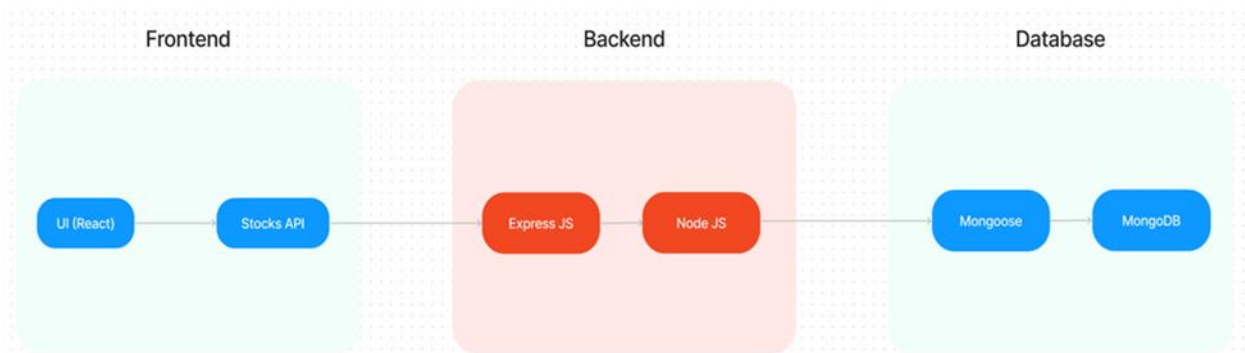 Frontend
Backend
Database
UI (React)
Stocks API
Express JS
Node JS
Mongoose
MongoDB